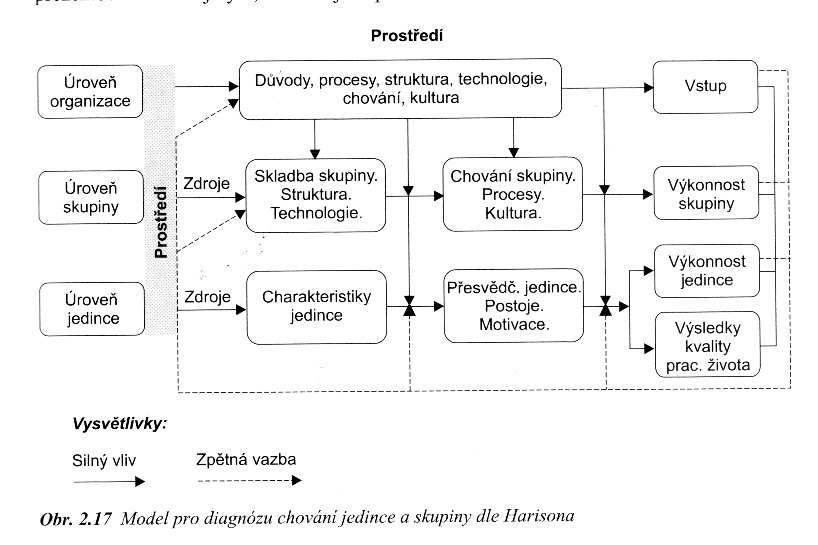 Prostředí
Úroveň
organizace
Důvody, procesy, struktura, technologie,
chování, kultura
Vstup
Úroveň
skupiny
Prostředí
Zdroje
Skladba skupiny.
Struktura.
Technologie.
Chování skupiny.
Procesy.
Kultura.
Výkonnost
skupiny
Úroveň
jedince
Zdroje
Charakteristiky
jedince
Přesvědč. jedince.
Postoje.
Motivace.
Výkonnost
jedince
Výsledky
kvality
prac. života
Vysvětlivky:
Silný vliv
Zpětná vazba
Obr. 2.17 Model pro diagnózu chování jedince a skupiny dle Harisona